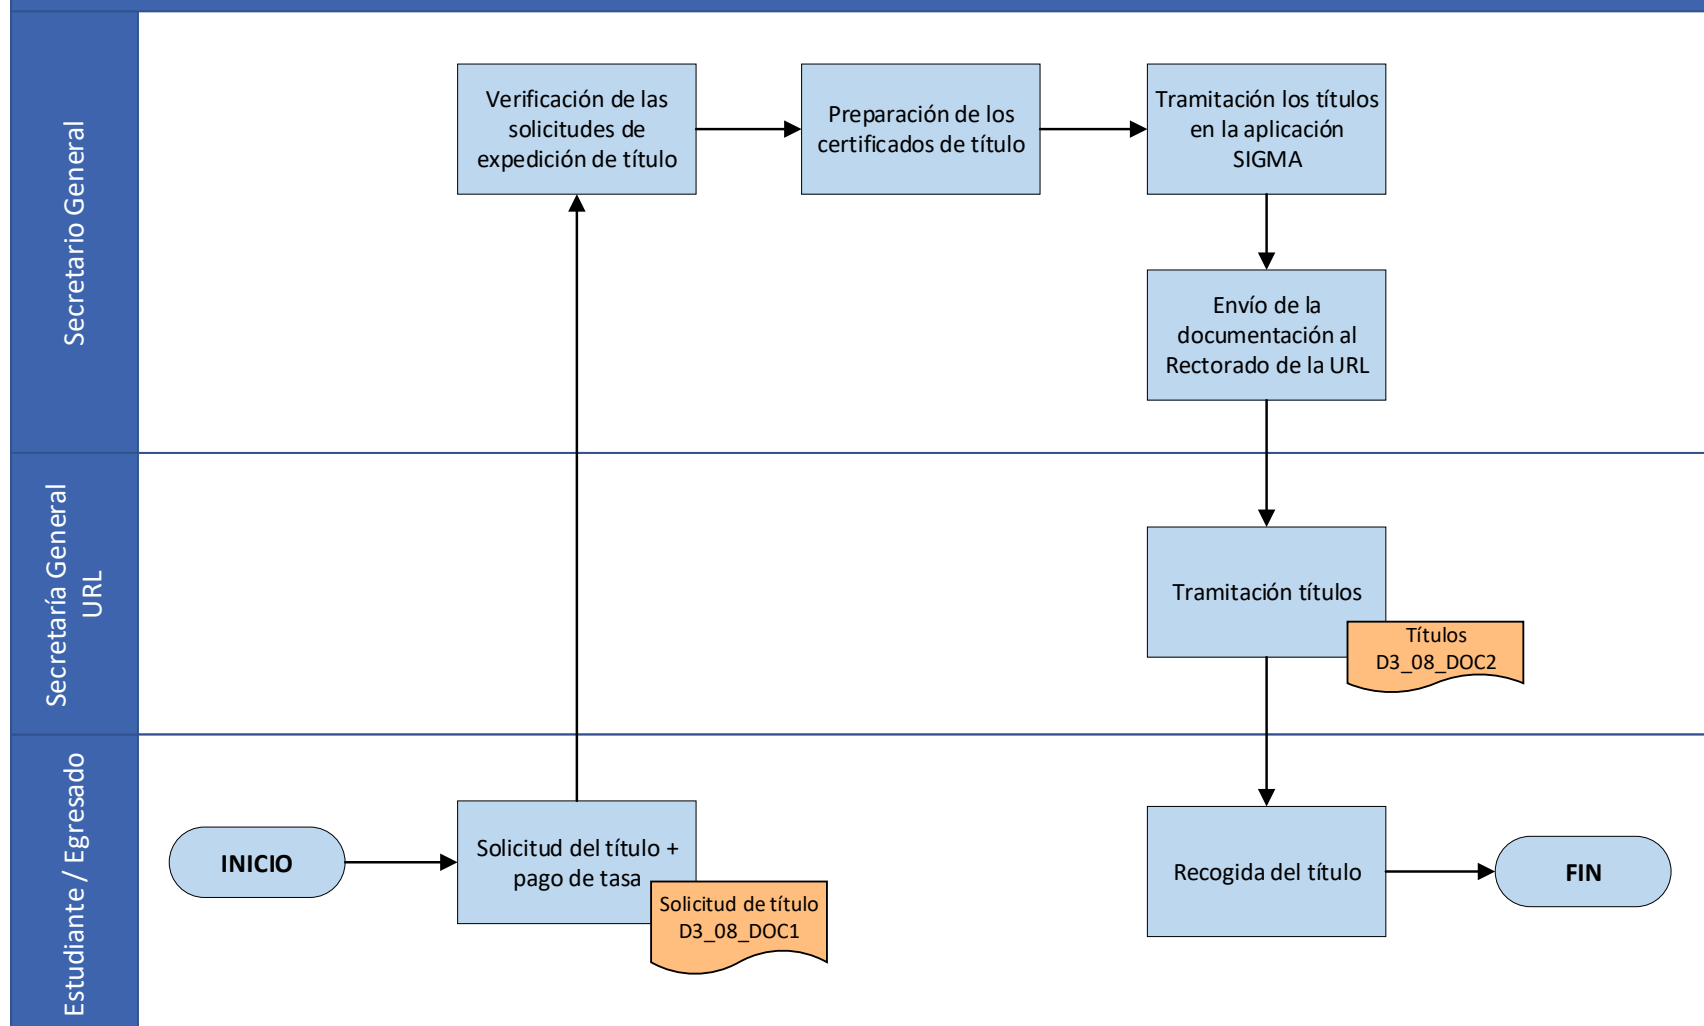 Secretario General
Verificación de las
solicitudes de
expedición de título
Preparación de los
certificados de título
Tramitación los títulos
en la aplicación
SIGMA
Envío de la
documentación al
Rectorado de la URL
Secretaría General
URL
Tramitación títulos
Títulos
D3_08_DOC2
Estudiante / Egresado
INICIO
Solicitud del título +
pago de tasa
Solicitud de título
D3_08_DOC1
Recogida del título
FIN